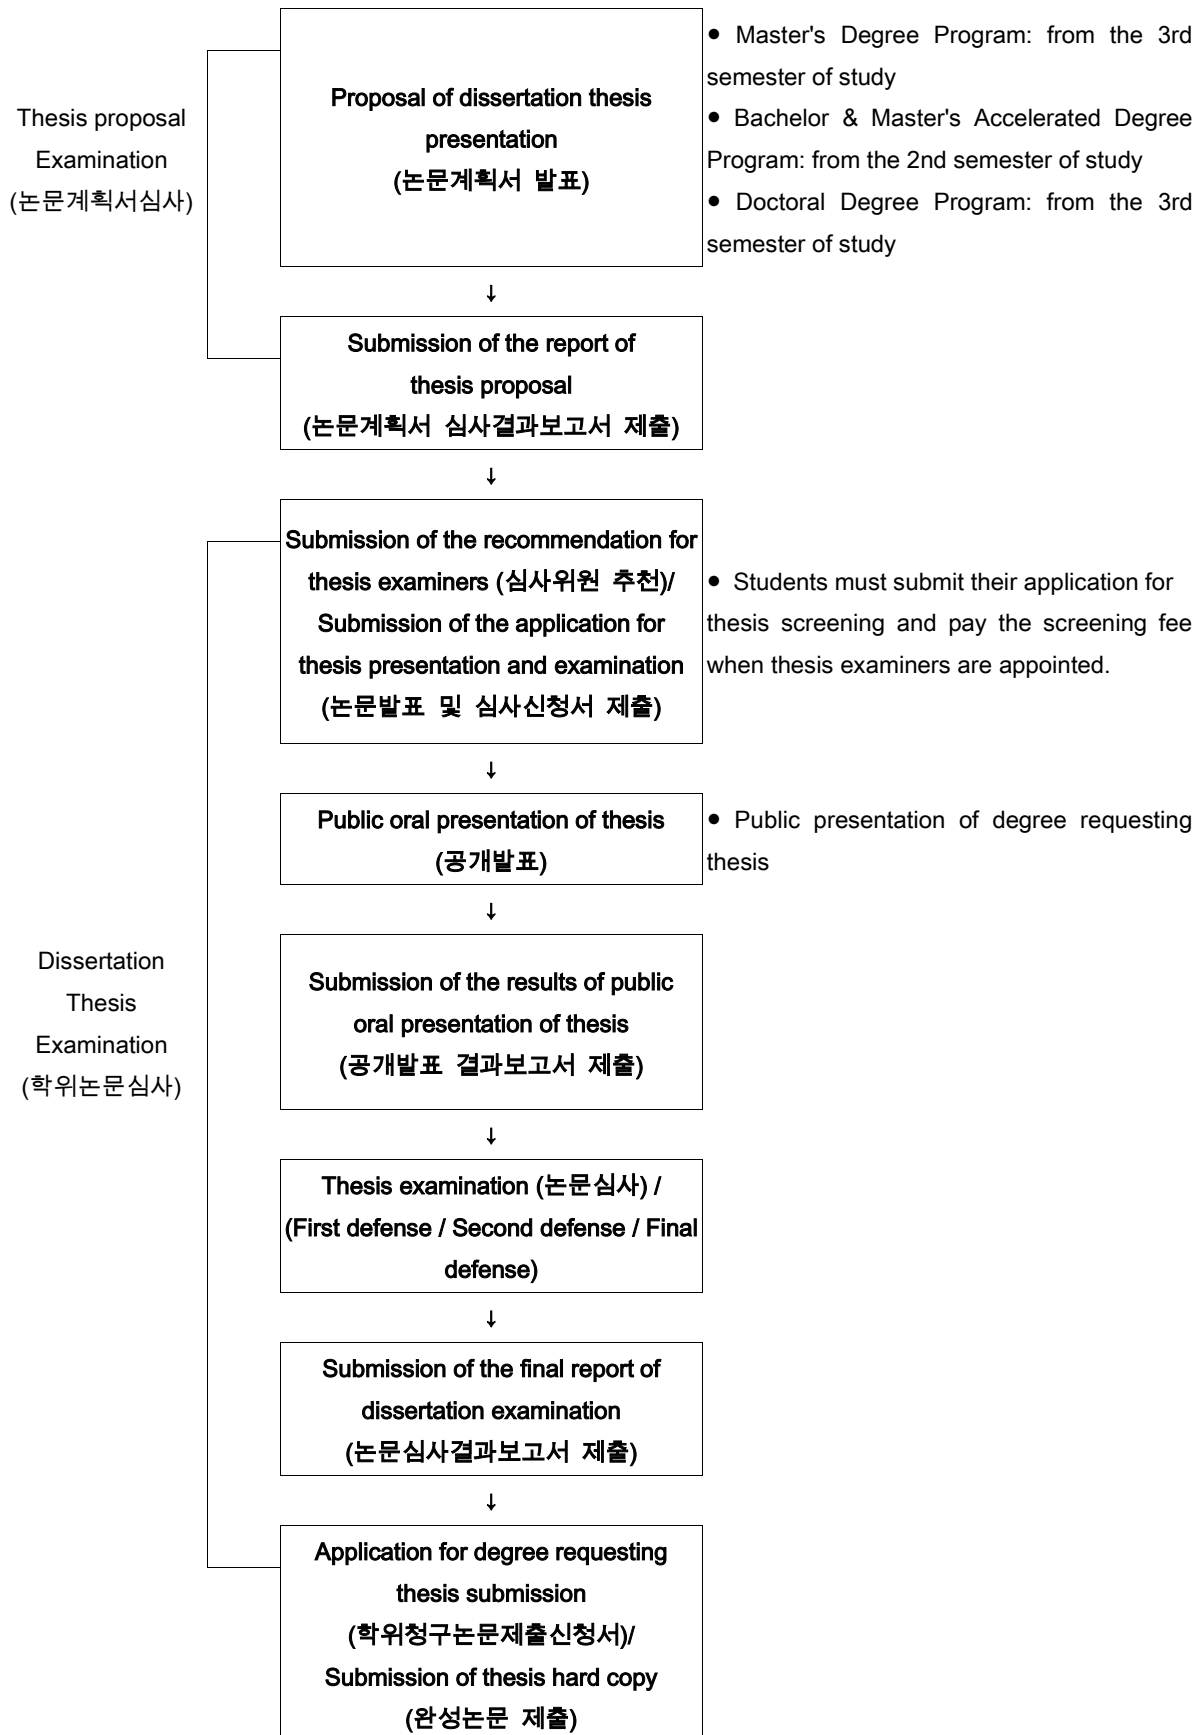 Thesis proposal
Examination
(논문계획서심사)
Proposal of dissertation thesis
presentation
(논문계획서 발표)
● Master's Degree Program: from the 3rd
semester of study
● Bachelor & Master's Accelerated Degree
Program: from the 2nd semester of study
● Doctoral Degree Program: from the 3rd
semester of study
↓
Submission of the report of
thesis proposal
(논문계획서 심사결과보고서 제출)
↓
Submission of the recommendation for
thesis examiners (심사위원 추천)/
Submission of the application for
thesis presentation and examination
(논문발표 및 심사신청서 제출)
● Students must submit their application for
thesis screening and pay the screening fee
when thesis examiners are appointed.
↓
Public oral presentation of thesis
(공개발표)
● Public presentation of degree requesting
thesis
↓
Dissertation
Thesis
Examination
(학위논문심사)
Submission of the results of public
oral presentation of thesis
(공개발표 결과보고서 제출)
↓
Thesis examination (논문심사) /
(First defense / Second defense / Final
defense)
↓
Submission of the final report of
dissertation examination
(논문심사결과보고서 제출)
↓
Application for degree requesting
thesis submission
(학위청구논문제출신청서)/
Submission of thesis hard copy
(완성논문 제출)